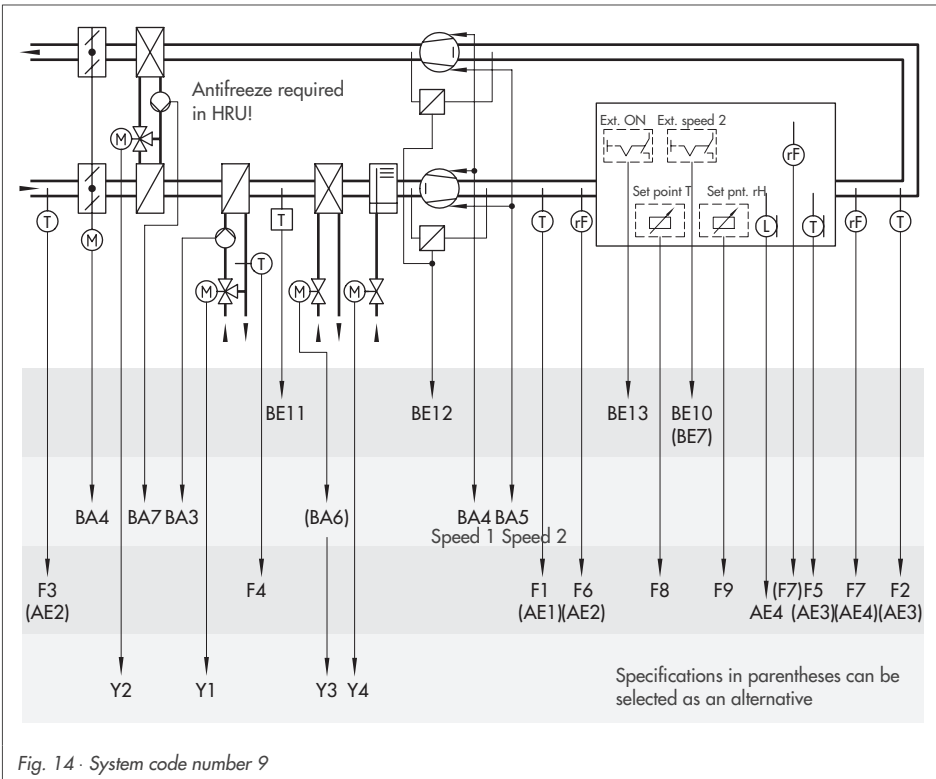 Antifreeze required
in HRU!
Ext. ON Ext. speed 2
rF
M
Set point T Set pnt. rH
T M T T rF L T rF T
T
M M M
BE11 BE12 BE13 BE10
(BE7)
BA4 BA7 BA3 (BA6) BA4 BA5
Speed 1 Speed 2
F3 F4 F1 F6 F8 F9 (F7) F5 F7 F2
(AE2) (AE1)(AE2) AE4 (AE3)(AE4)(AE3)
Y2 Y1 Y3 Y4
Specifications in parentheses can be
selected as an alternative
Fig. 14 · System code number 9